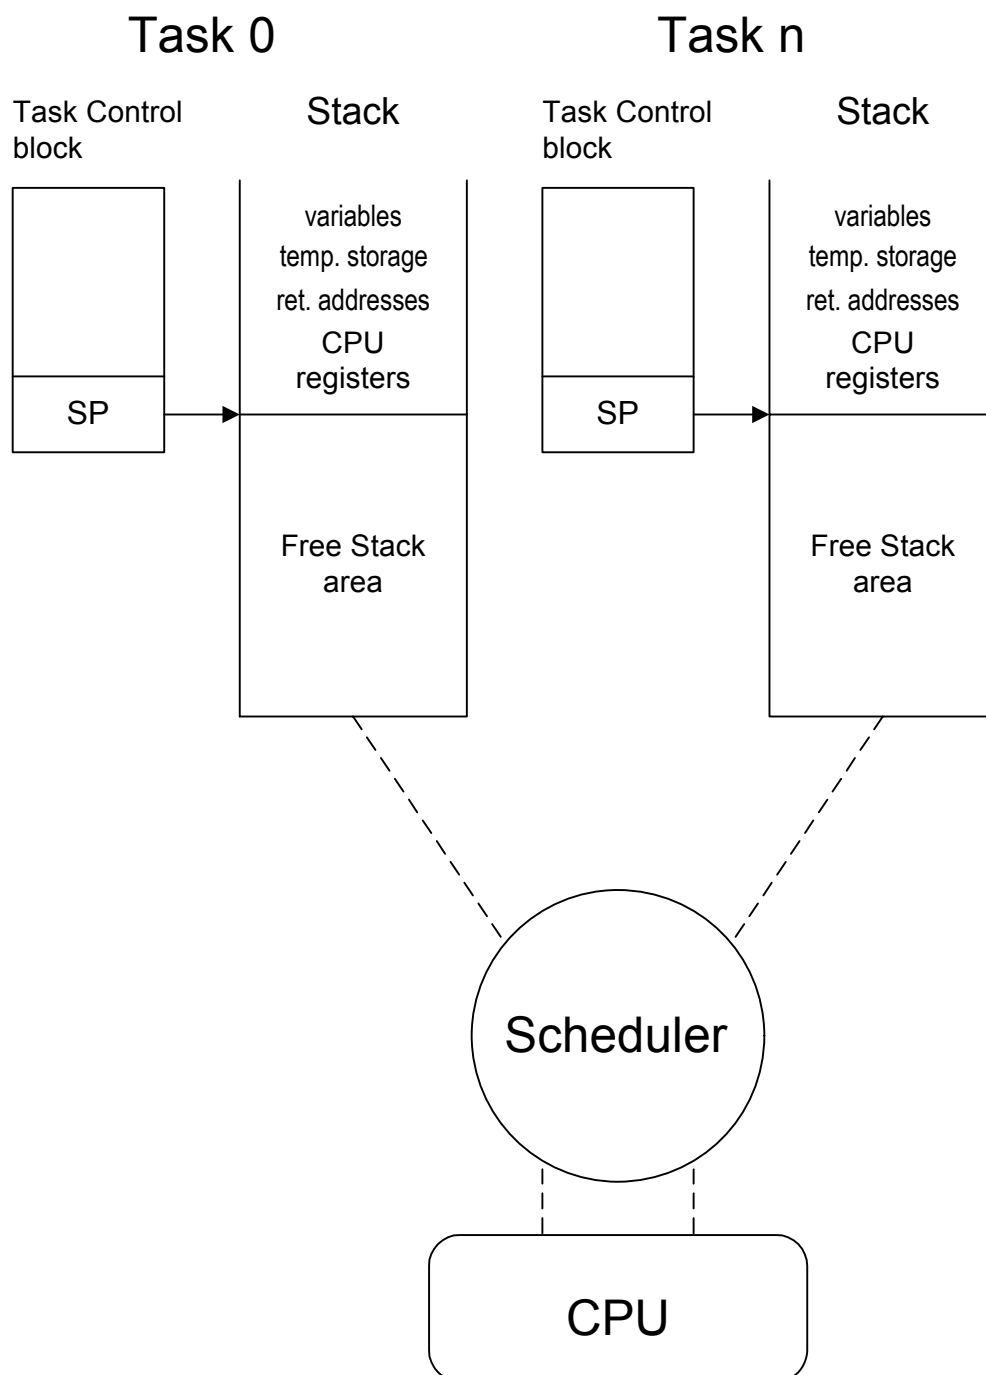 Task 0
Task n
Task Control
block
Stack
Task Control
block
Stack
variables
temp. storage
ret. addresses
CPU
registers
SP
Free Stack
area
variables
temp. storage
ret. addresses
CPU
registers
SP
Free Stack
area
Scheduler
CPU